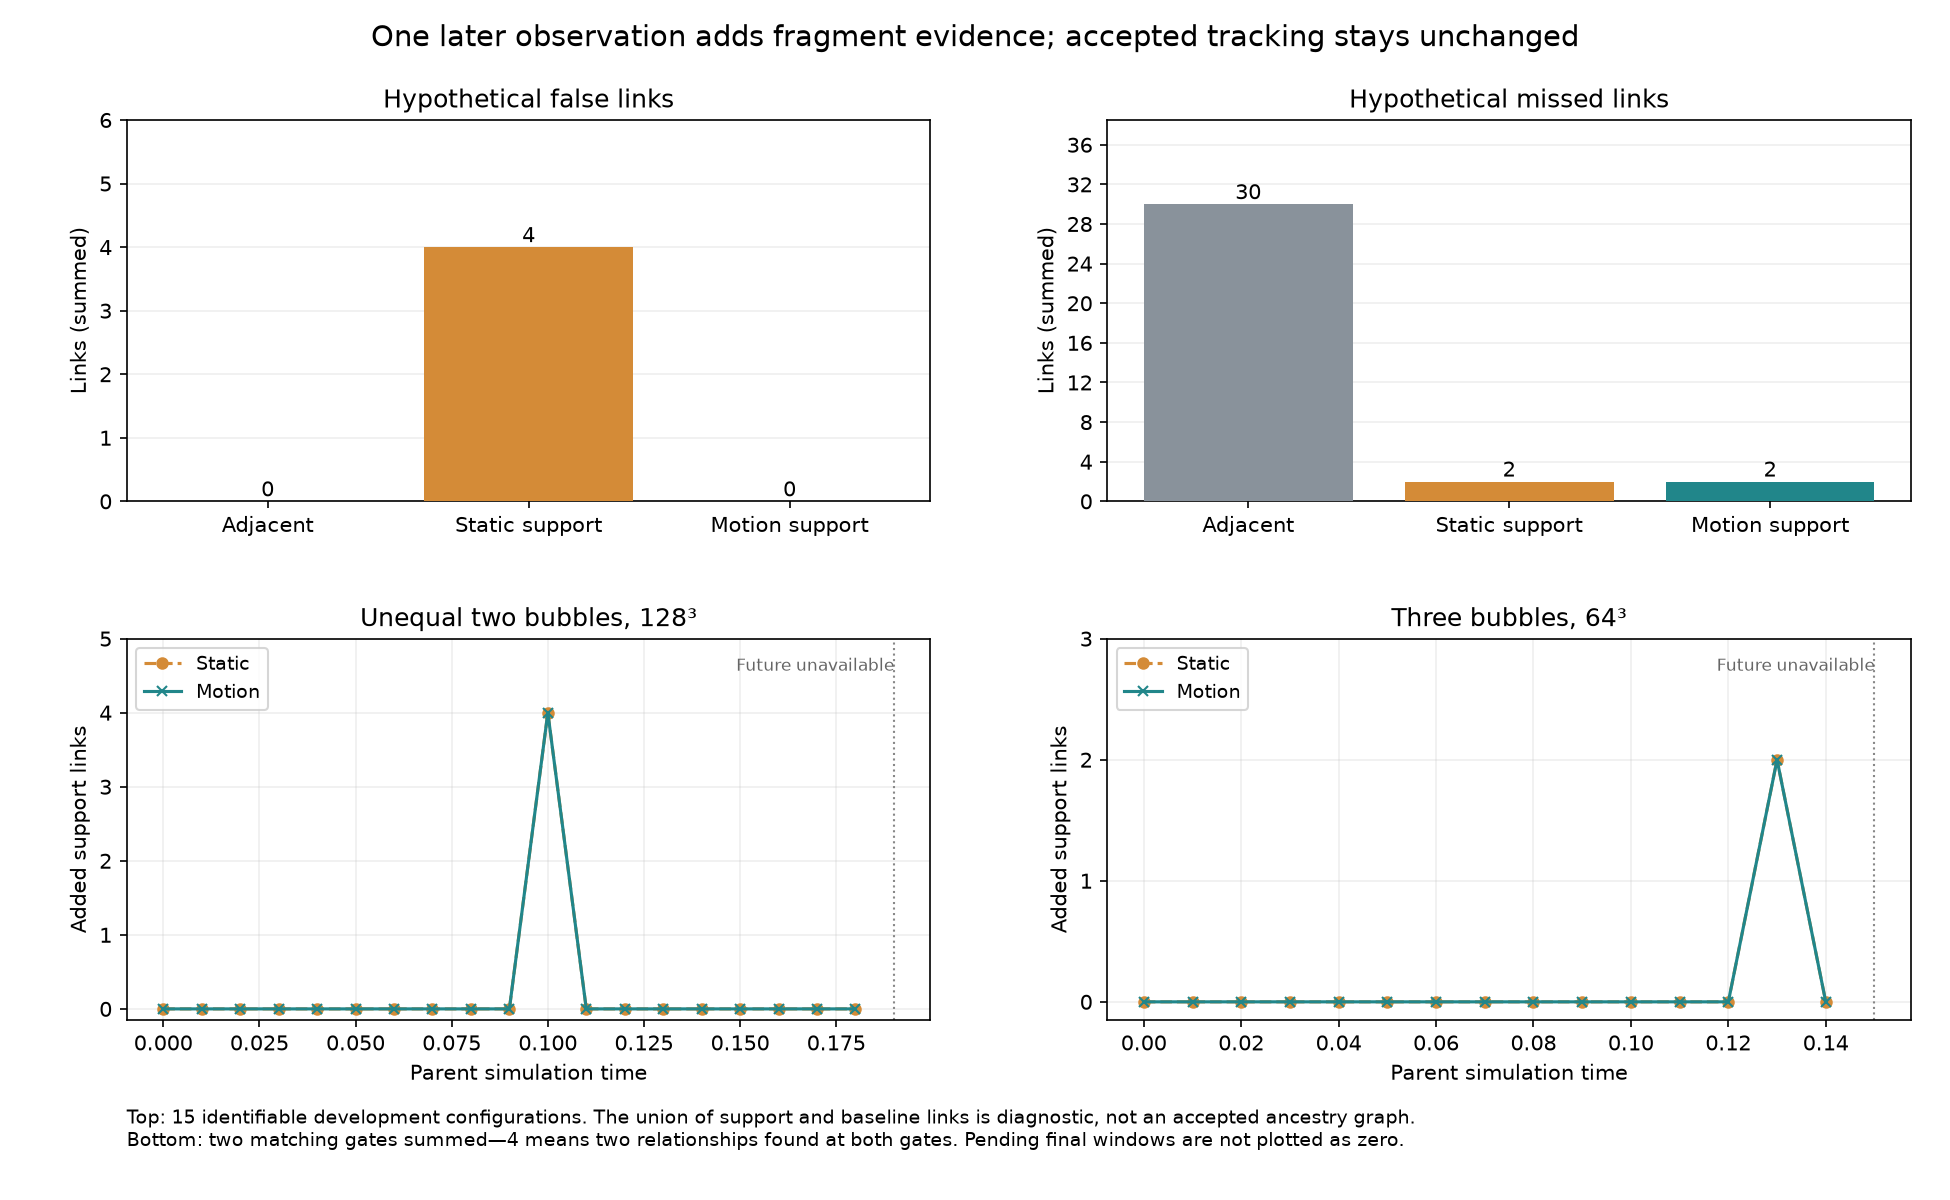 One later observation adds fragment evidence; accepted tracking stays unchanged
Hypothetical false links
Links (summed)
6
5
4
3
2
1
0
0
4
0
Adjacent
Static support
Motion support
Hypothetical missed links
Links (summed)
36
32
28
24
20
16
12
8
4
0
30
2
2
Adjacent
Static support
Motion support
Unequal two bubbles, 128³
Added support links
5
4
3
2
1
0
Static
Motion
Future unavailable
0.000 0.025 0.050 0.075 0.100 0.125 0.150 0.175
Parent simulation time
Three bubbles, 64³
Added support links
3
2
1
0
Static
Motion
Future unavailable
0.00 0.02 0.04 0.06 0.08 0.10 0.12 0.14
Parent simulation time
Top: 15 identifiable development configurations. The union of support and baseline links is diagnostic, not an accepted ancestry graph.
Bottom: two matching gates summed—4 means two relationships found at both gates. Pending final windows are not plotted as zero.